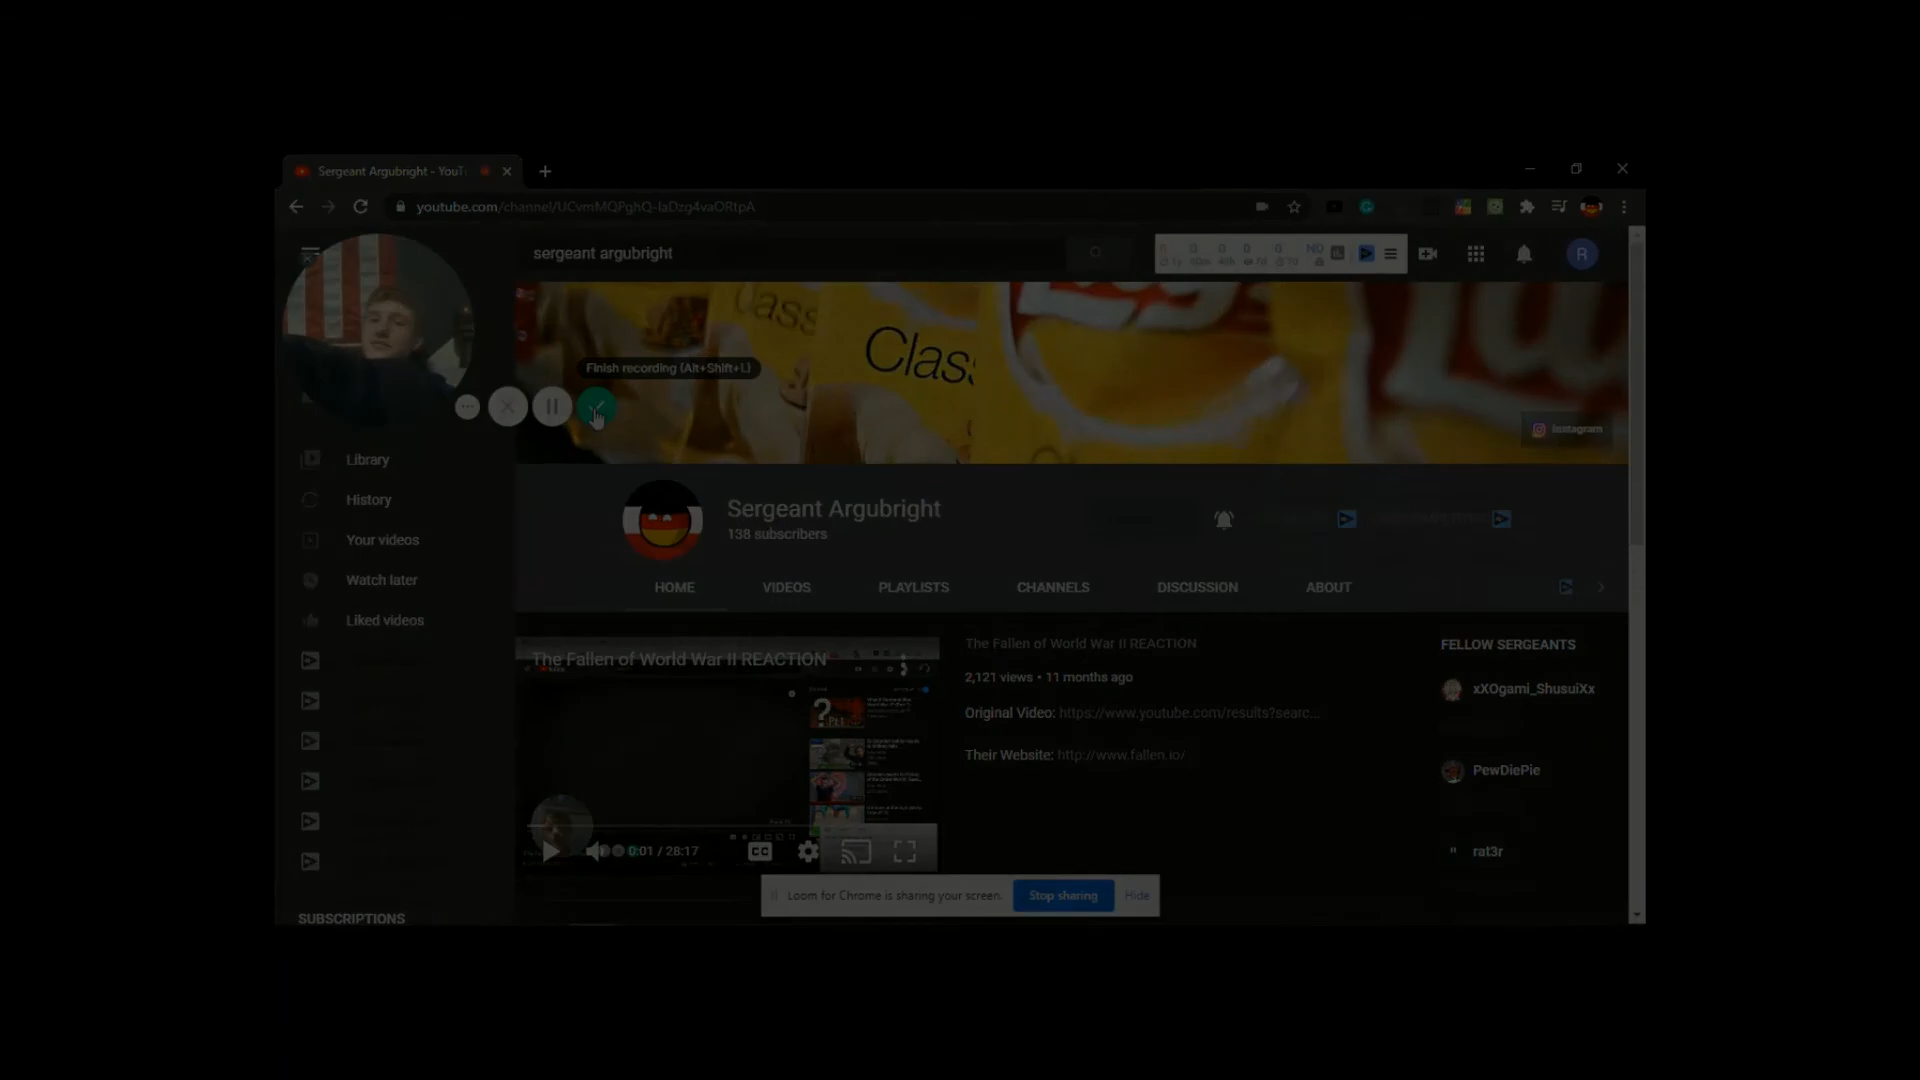 Sergeant Argubright - YouT
youtube.com/channel/UCvmMQPghQ-IaDzg4vaORtpA
sergeant argubright
R
Class
Class
Finish recording (Alt+Shift+L)
Instagram
Library
History
Your videos
Watch later
Liked videos
SUBSCRIPTIONS
Sergeant Argubright
138 subscribers
HOME VIDEOS PLAYLISTS CHANNELS DISCUSSION ABOUT
The Fallen of World War II REACTION
0:01 / 28:17
CC
The Fallen of World War II REACTION
2,121 views • 11 months ago
Original Video: https://www.youtube.com/results?searc...
Their Website: http://www.fallen.io/
FELLOW SERGEANTS
xXOgami_ShusuiXx
PewDiePie
rat3r
Loom for Chrome is sharing your screen. Stop sharing Hide